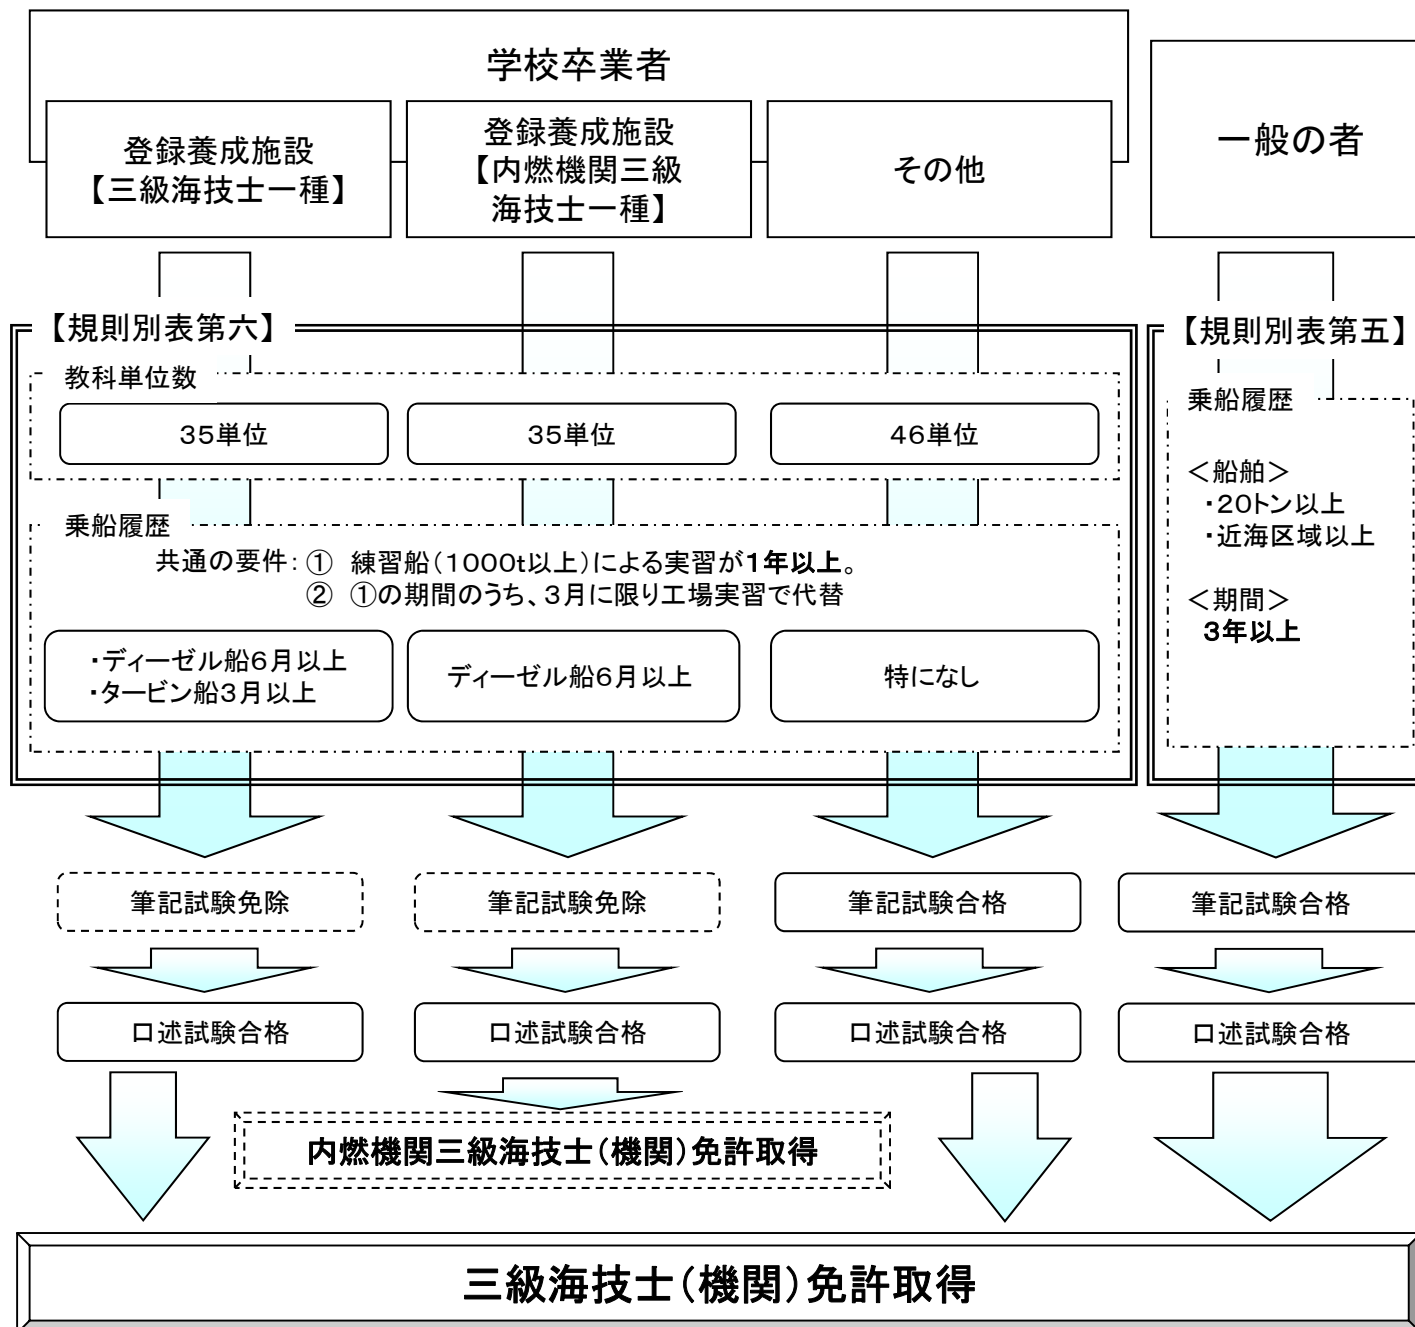 学校卒業者
登録養成施設
【三級海技士一種】
登録養成施設
【内燃機関三級
海技士一種】
その他
一般の者
【規則別表第六】
教科単位数
35単位
35単位
46単位
乗船履歴
共通の要件：① 練習船（1000t以上）による実習が1年以上。
② ①の期間のうち、3月に限り工場実習で代替
・ディーゼル船6月以上
・タービン船3月以上
ディーゼル船6月以上
特になし
【規則別表第五】
乗船履歴
＜船舶＞
・20トン以上
・近海区域以上
＜期間＞
3年以上
筆記試験免除
筆記試験免除
筆記試験合格
筆記試験合格
口述試験合格
口述試験合格
口述試験合格
口述試験合格
内燃機関三級海技士（機関）免許取得
三級海技士（機関）免許取得